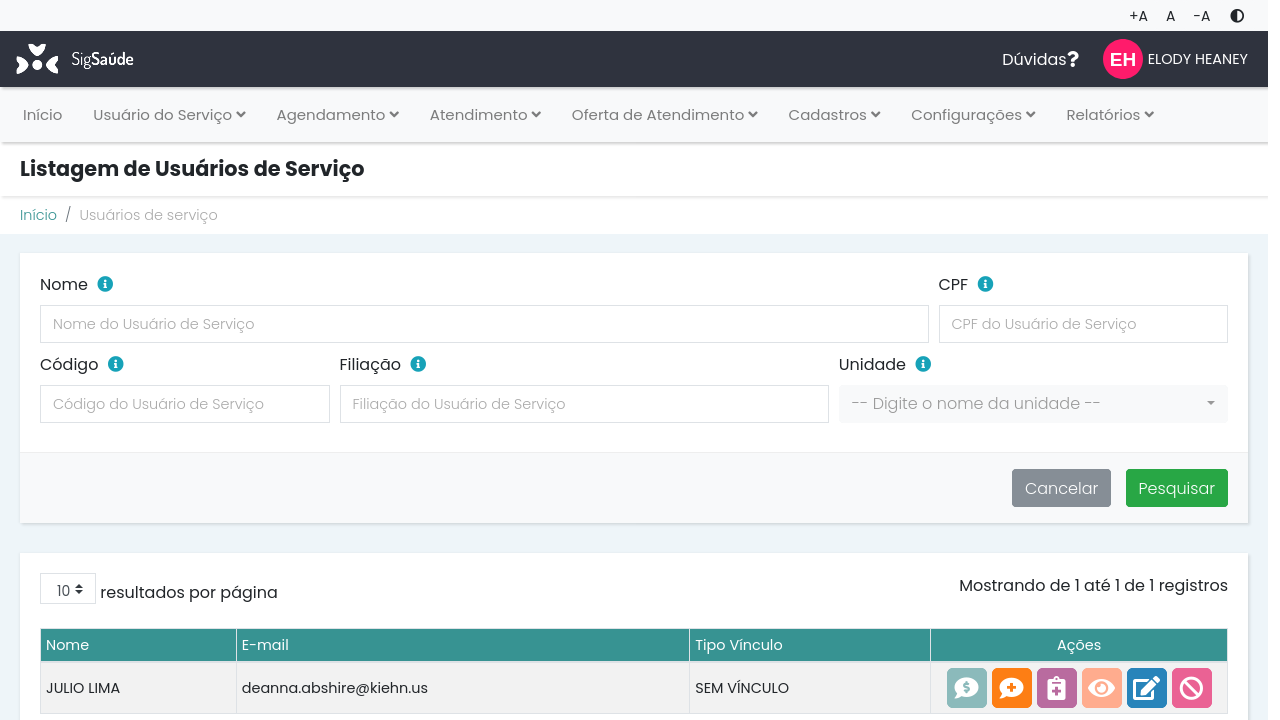 +A A -A
SigSaúde Dúvidas? EH ELODY HEANEY
Início Usuário do Serviço Agendamento Atendimento Oferta de Atendimento Cadastros Configurações Relatórios
Listagem de Usuários de Serviço
Início / Usuários de serviço
Nome CPF
Nome do Usuário de Serviço CPF do Usuário de Serviço
Código Filiação Unidade
Código do Usuário de Serviço Filiação do Usuário de Serviço -- Digite o nome da unidade --
Cancelar Pesquisar
10 resultados por página Mostrando de 1 até 1 de 1 registros
Nome E-mail Tipo Vínculo Ações
JULIO LIMA deanna.abshire@kiehn.us SEM VÍNCULO